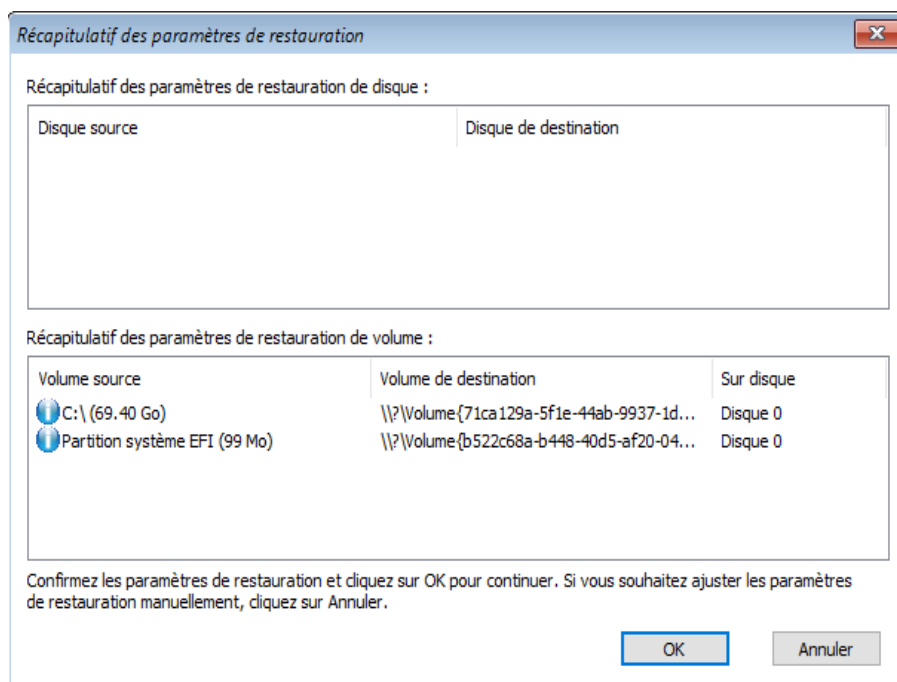 Récapitulatif des paramètres de restauration
Récapitulatif des paramètres de restauration de disque :
Disque source Disque de destination
Récapitulatif des paramètres de restauration de volume :
Volume source Volume de destination Sur disque
C:\ (69.40 Go) \\?\Volume{71ca129a-5f1e-44ab-9937-1d... Disque 0
Partition système EFI (99 Mo) \\?\Volume{b522c68a-b448-40d5-af20-04... Disque 0
Confirmez les paramètres de restauration et cliquez sur OK pour continuer. Si vous souhaitez ajuster les paramètres
de restauration manuellement, cliquez sur Annuler.
OK Annuler